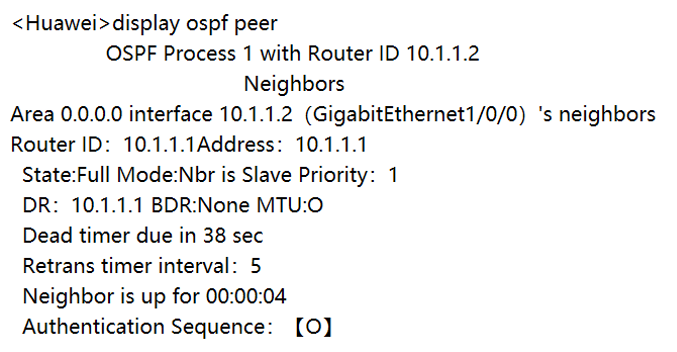 <Huawei>display ospf peer
OSPF Process 1 with Router ID 10.1.1.2
Neighbors
Area 0.0.0.0 interface 10.1.1.2（GigabitEthernet1/0/0）'s neighbors
Router ID：10.1.1.1Address：10.1.1.1
State:Full Mode:Nbr is Slave Priority：1
DR：10.1.1.1 BDR:None MTU:O
Dead timer due in 38 sec
Retrans timer interval：5
Neighbor is up for 00:00:04
Authentication Sequence：【O】